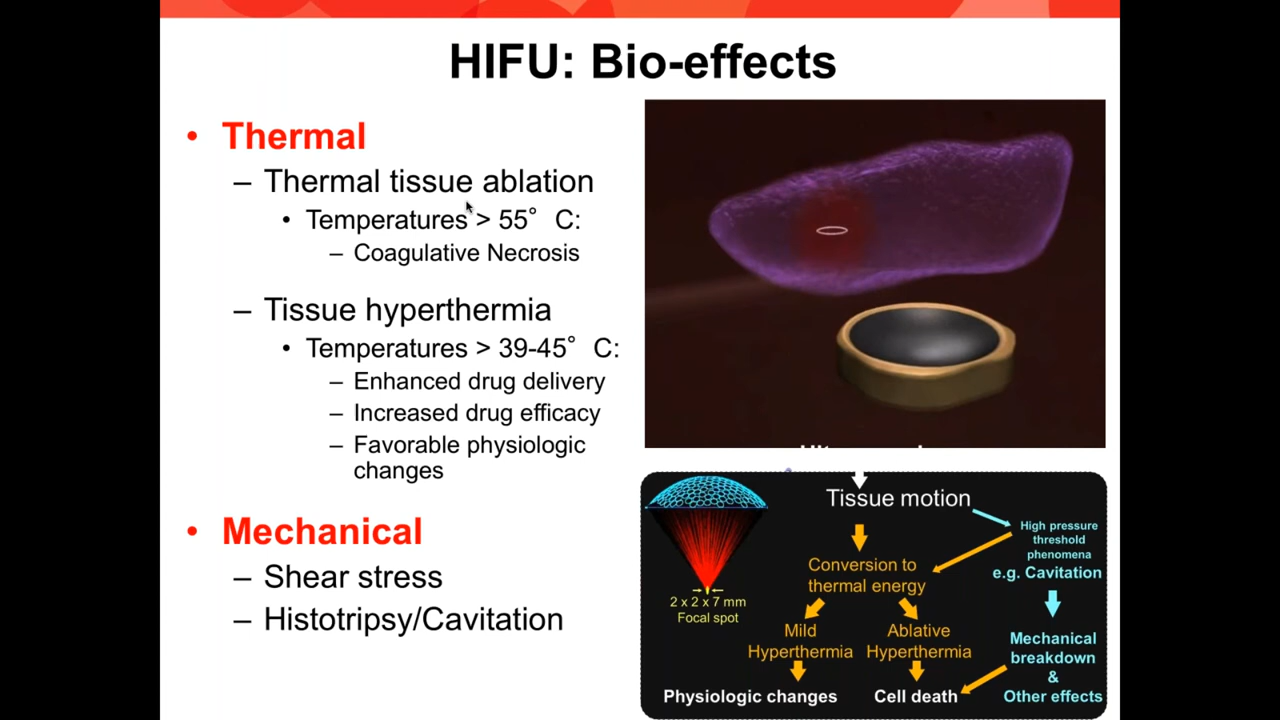 HIFU: Bio-effects
• Thermal
– Thermal tissue ablation
• Temperatures > 55° C:
– Coagulative Necrosis
– Tissue hyperthermia
• Temperatures > 39-45° C:
– Enhanced drug delivery
– Increased drug efficacy
– Favorable physiologic
changes
• Mechanical
– Shear stress
– Histotripsy/Cavitation
Tissue motion
High pressure
threshold
phenomena
e.g. Cavitation
Conversion to
thermal energy
2 x 2 x 7 mm
Focal spot
Mild
Hyperthermia
Ablative
Hyperthermia
Mechanical
breakdown
&
Other effects
Physiologic changes
Cell death